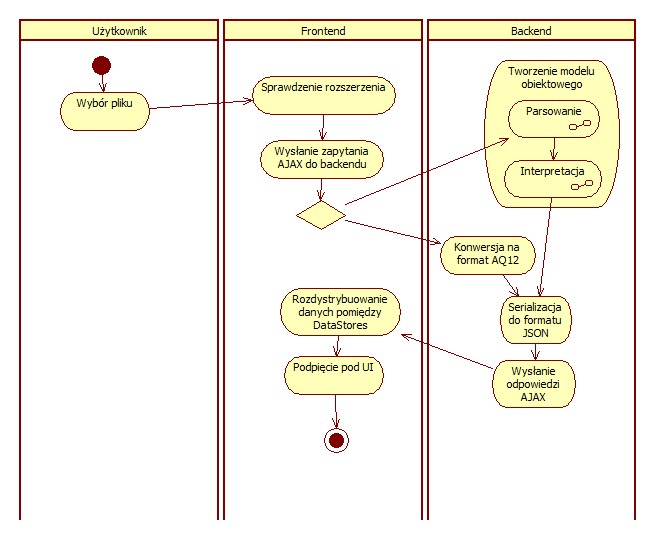 Użytkownik
Frontend
Backend
Wybór pliku
Sprawdzenie rozszerzenia
Wysłanie zapytania
AJAX do backendu
Tworzenie modelu
obiektowego
Parsowanie
Interpretacja
Konwersja na
format AQ12
Serializacja
do formatu
JSON
Wysłanie
odpowiedzi
AJAX
Rozdystrybuowanie
danych pomiędzy
DataStores
Podpięcie pod UI